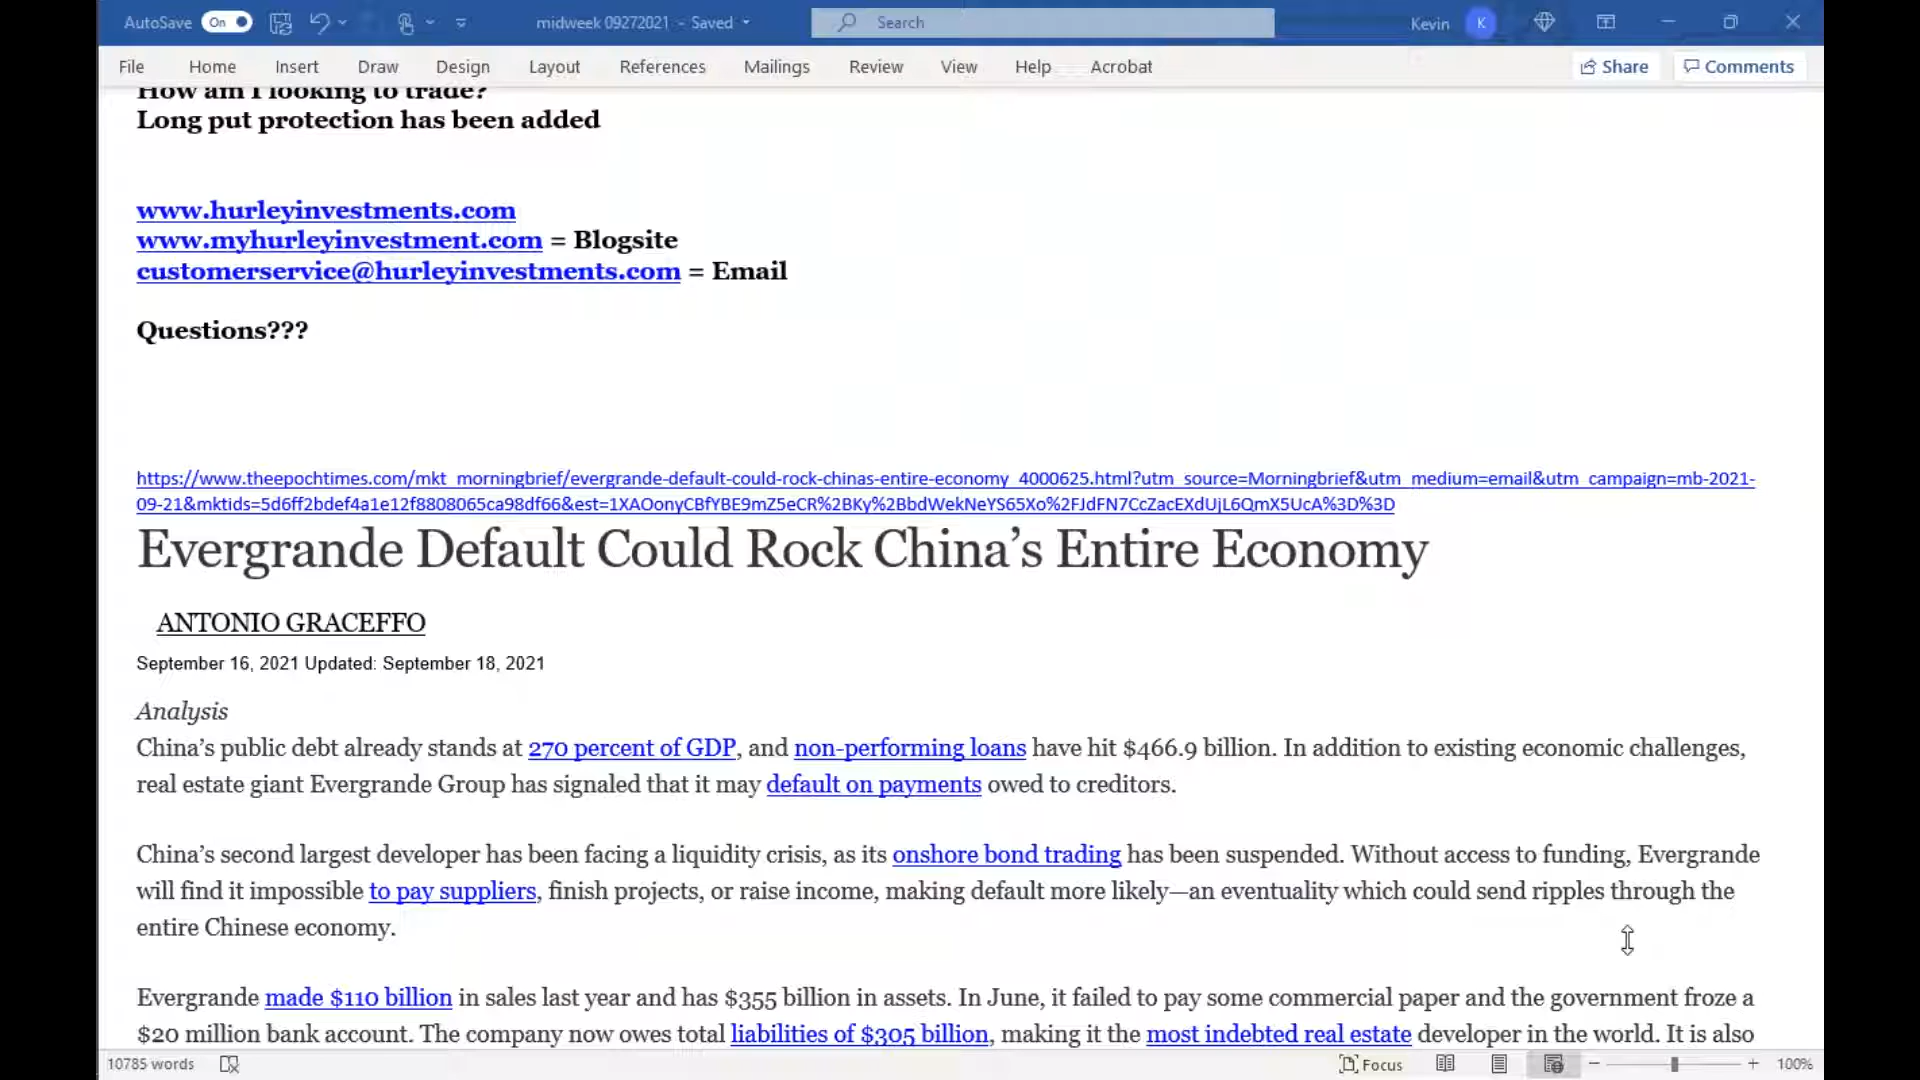 AutoSave On midweek 09272021 - Saved Search Kevin K
File Home Insert Draw Design Layout References Mailings Review View Help Acrobat Share Comments
How am I looking to trade?
Long put protection has been added
www.hurleyinvestments.com
www.myhurleyinvestment.com = Blogsite
customerservice@hurleyinvestments.com = Email
Questions???
https://www.theepochtimes.com/mkt_morningbrief/evergrande-default-could-rock-chinas-entire-economy_4000625.html?utm_source=Morningbrief&utm_medium=email&utm_campaign=mb-2021-
09-21&mktids=5d6ff2bdef4a1e12f8808065ca98df66&est=1XAOonyCBfYBE9mZ5eCR%2BKy%2BbdWekNeYS65Xo%2FJdFN7CcZacEXdUjL6QmX5UcA%3D%3D
Evergrande Default Could Rock China’s Entire Economy
ANTONIO GRACEFFO
September 16, 2021 Updated: September 18, 2021
Analysis
China’s public debt already stands at 270 percent of GDP, and non-performing loans have hit $466.9 billion. In addition to existing economic challenges,
real estate giant Evergrande Group has signaled that it may default on payments owed to creditors.
China’s second largest developer has been facing a liquidity crisis, as its onshore bond trading has been suspended. Without access to funding, Evergrande
will find it impossible to pay suppliers, finish projects, or raise income, making default more likely—an eventuality which could send ripples through the
entire Chinese economy.
Evergrande made $110 billion in sales last year and has $355 billion in assets. In June, it failed to pay some commercial paper and the government froze a
$20 million bank account. The company now owes total liabilities of $305 billion, making it the most indebted real estate developer in the world. It is also
10785 words Focus 100%